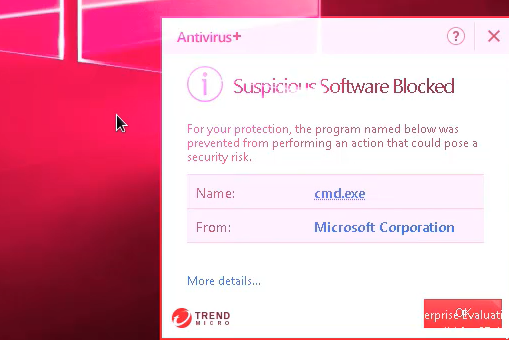 Antivirus+
?
Suspicious Software Blocked
For your protection, the program named below was
prevented from performing an action that could pose a
security risk.
Name: cmd.exe
From: Microsoft Corporation
More details...
TREND
MICRO
OK
erprise Evaluati